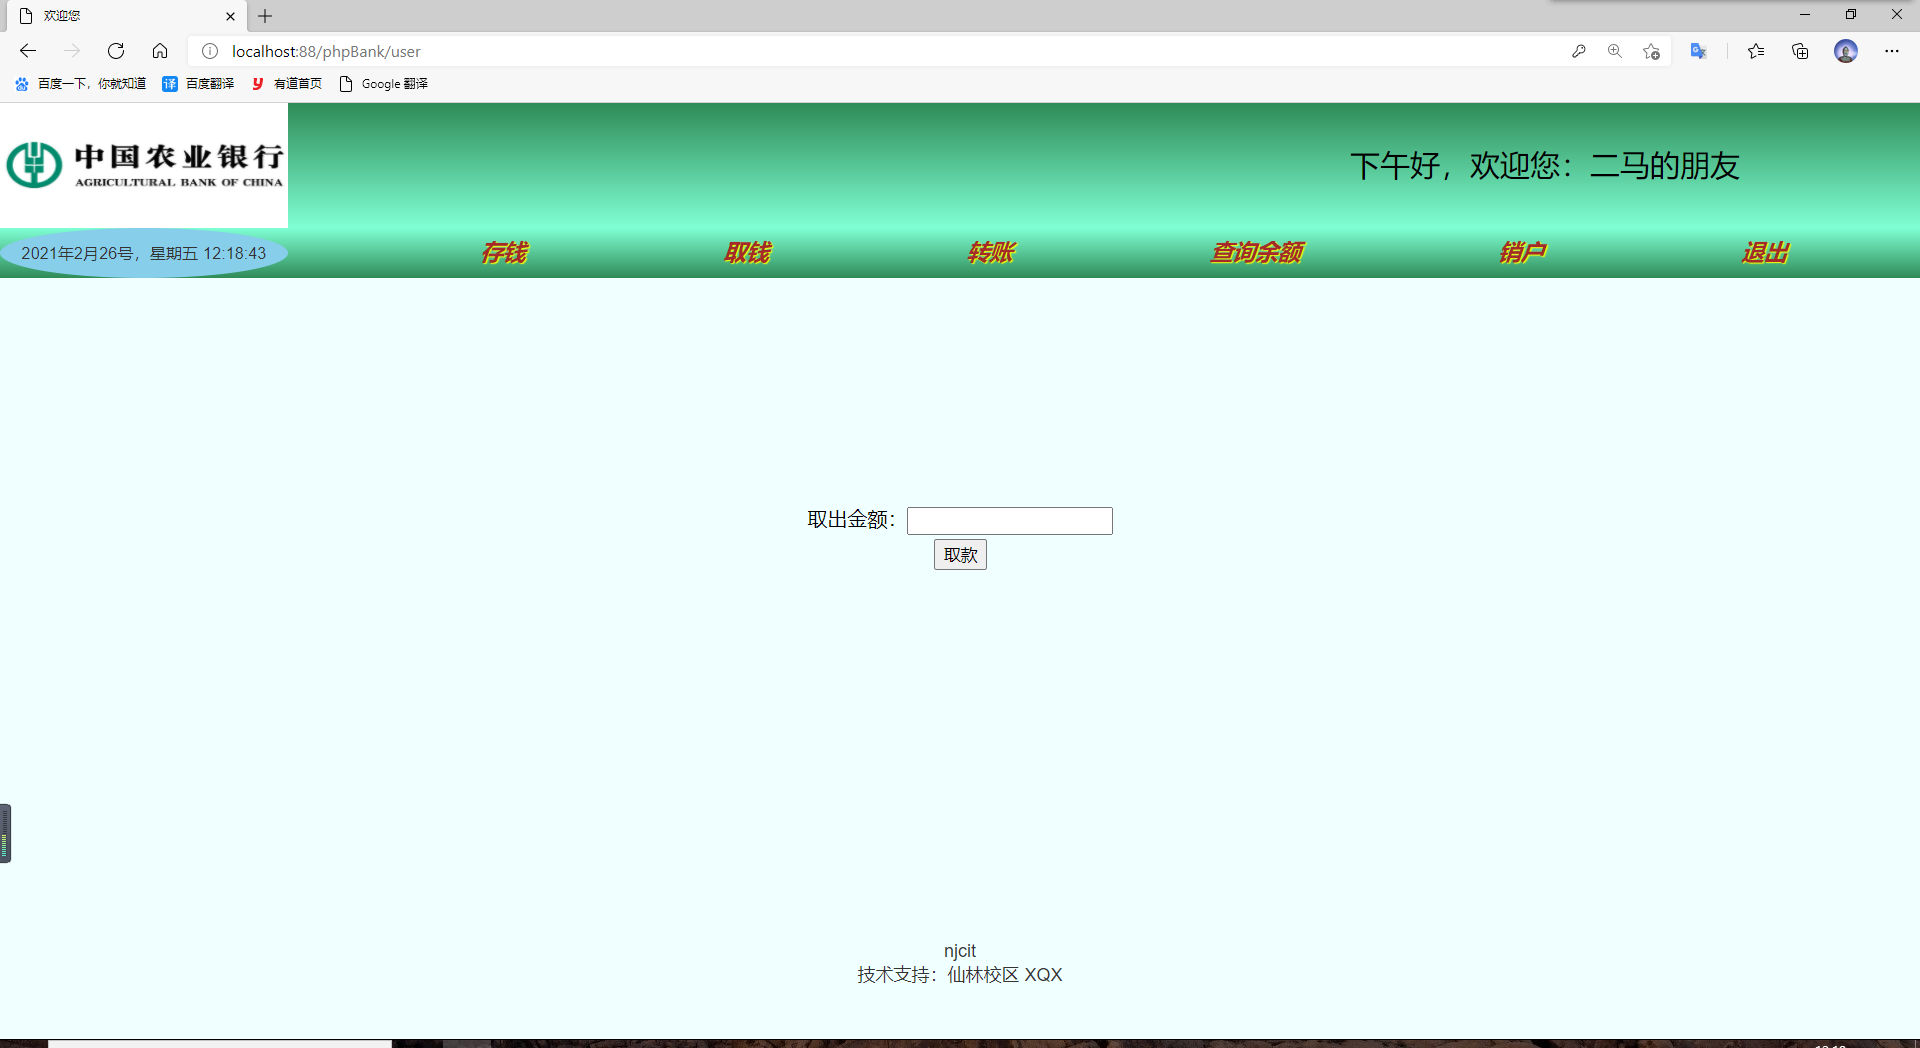 欢迎您
localhost:88/phpBank/user
百度一下，你就知道 译 百度翻译 y 有道首页 Google 翻译
中国农业银行
AGRICULTURAL BANK OF CHINA
下午好，欢迎您：二马的朋友
2021年2月26号，星期五 12:18:43
存钱 取钱 转账 查询余额 销户 退出
取出金额：
取款
njcit
技术支持：仙林校区 XQX